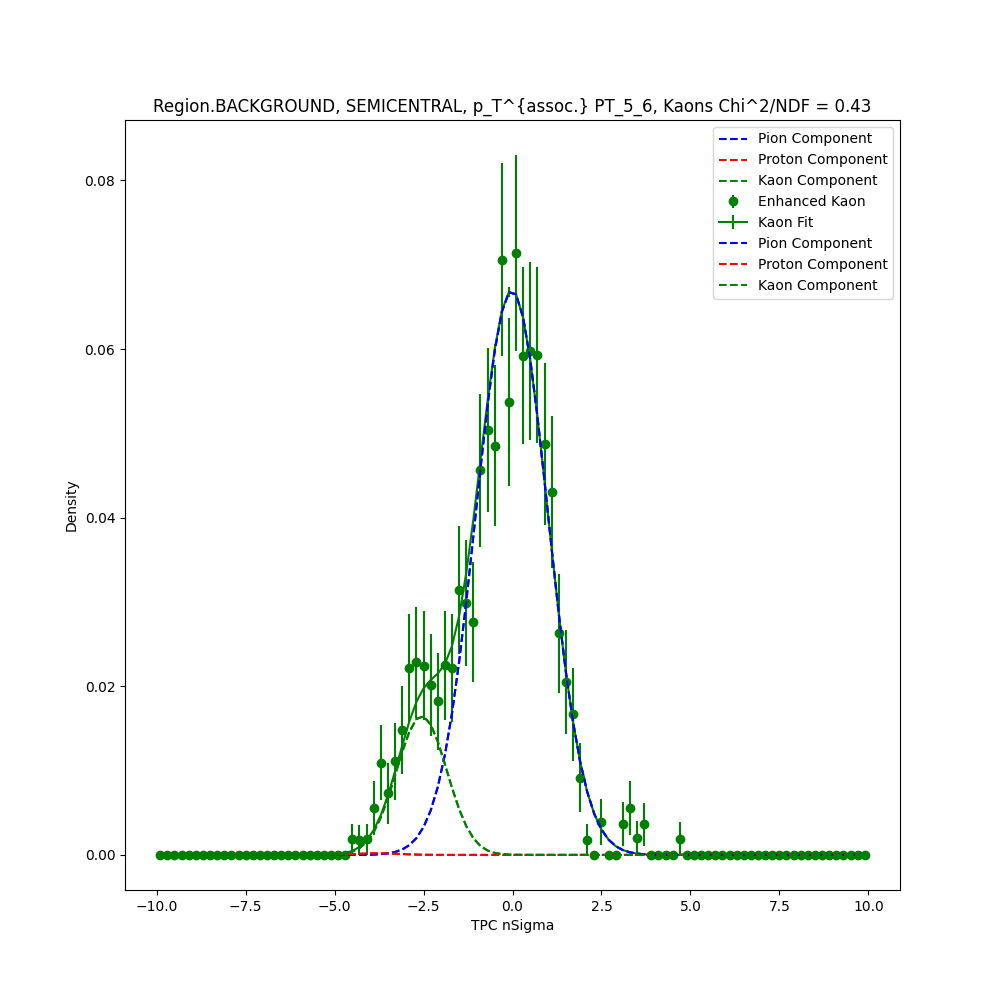 Region.BACKGROUND, SEMICENTRAL, p_T^{assoc.} PT_5_6, Kaons Chi^2/NDF = 0.43
Pion Component
Proton Component
Kaon Component
Enhanced Kaon
Kaon Fit
Pion Component
Proton Component
Kaon Component
0.08
0.06
0.04
0.02
0.00
Density
−10.0 −7.5 −5.0 −2.5 0.0 2.5 5.0 7.5 10.0
TPC nSigma